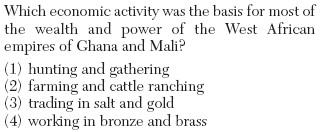 Which economic activity was the basis for most of
the wealth and power of the West African
empires of Ghana and Mali?
(1) hunting and gathering
(2) farming and cattle ranching
(3) trading in salt and gold
(4) working in bronze and brass